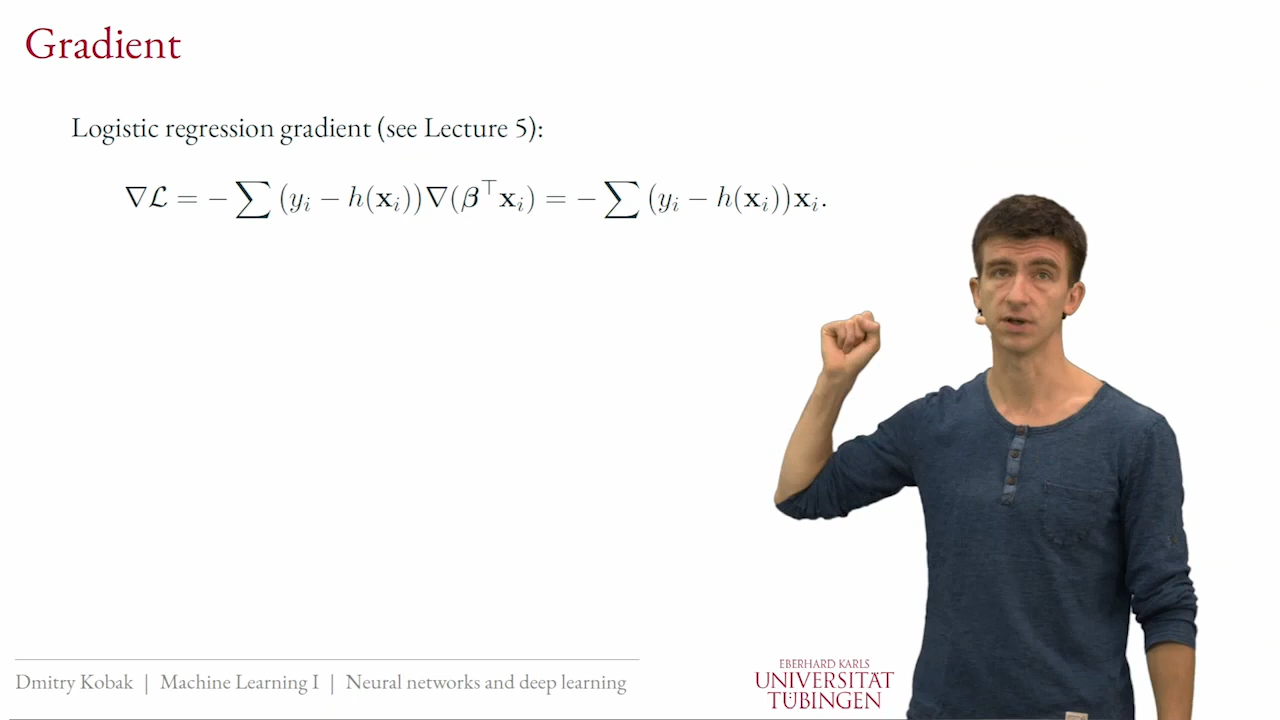 Gradient
Logistic regression gradient (see Lecture 5):
∇ℒ = −∑ (yᵢ − h(𝐱ᵢ))∇(𝜷⊤𝐱ᵢ) = −∑ (yᵢ − h(𝐱ᵢ))𝐱ᵢ.
Dmitry Kobak | Machine Learning I | Neural networks and deep learning
EBERHARD KARLS
UNIVERSITÄT
TÜBINGEN